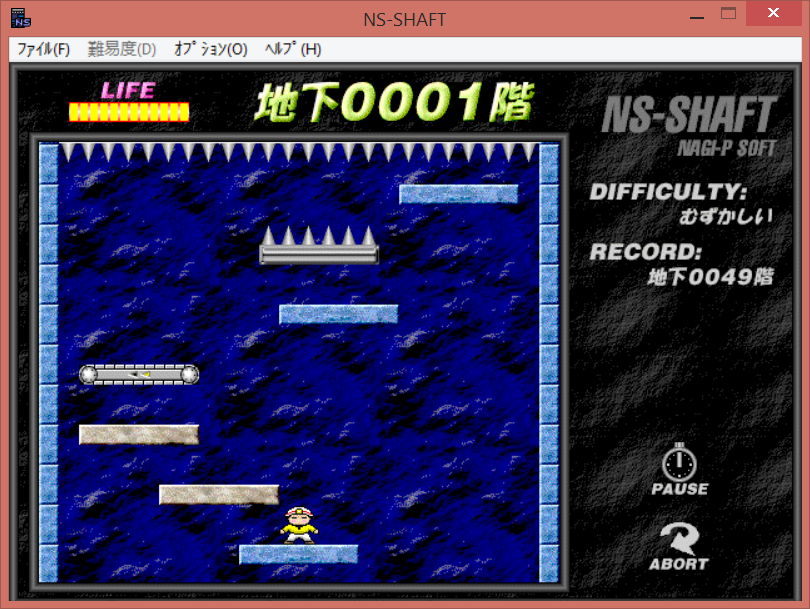 NS-SHAFT
ﾌｧｲﾙ(F) 難易度(D) ｵﾌﾟｼｮﾝ(O) ﾍﾙﾌﾟ(H)
LIFE
地下0001階
NS-SHAFT
NAGI-P SOFT
DIFFICULTY:
むずかしい
RECORD:
地下0049階
PAUSE
ABORT